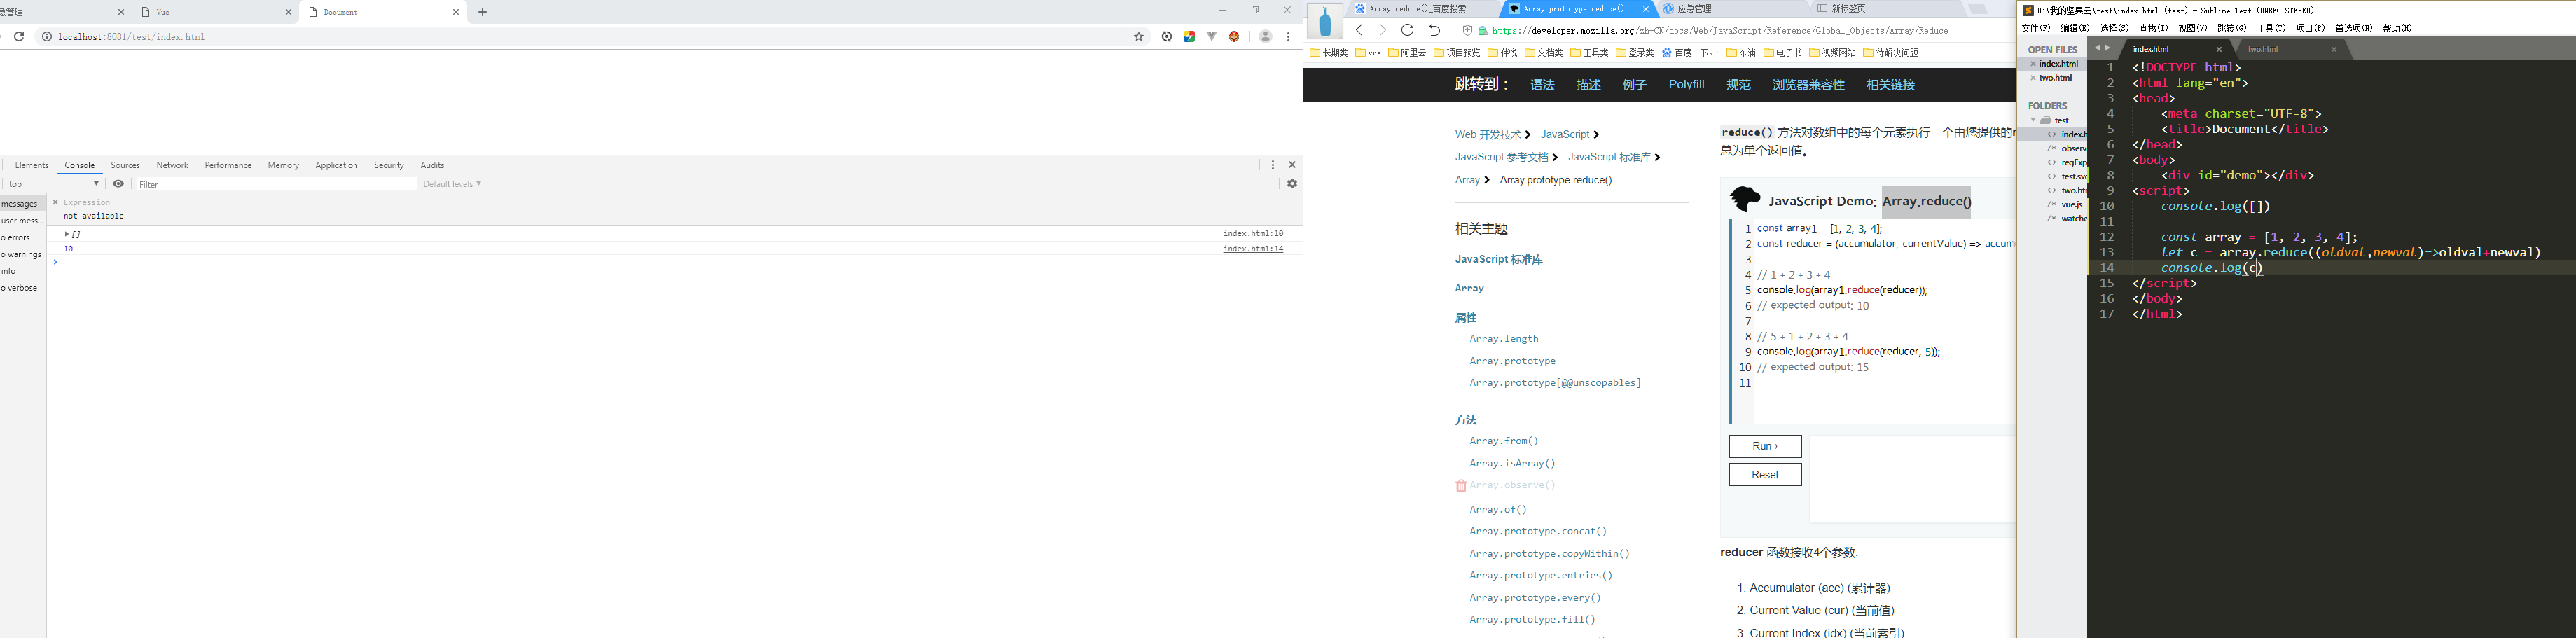 急管理
Vue
Document
localhost:8081/test/index.html
Elements
Console
Sources
Network
Performance
Memory
Application
Security
Audits
top
Filter
Default levels
messages
user mess...
o errors
o warnings
info
o verbose
Expression
not available
[]
index.html:10
10
index.html:14
Array.reduce()_百度搜索
Array.prototype.reduce() -
应急管理
新标签页
https://developer.mozilla.org/zh-CN/docs/Web/JavaScript/Reference/Global_Objects/Array/Reduce
长期类
vue
阿里云
项目预览
伴悦
文档类
工具类
登录类
百度一下，
东浦
电子书
视频网站
待解决问题
跳转到：
语法
描述
例子
Polyfill
规范
浏览器兼容性
相关链接
Web 开发技术
JavaScript
JavaScript 参考文档
JavaScript 标准库
Array
Array.prototype.reduce()
相关主题
JavaScript 标准库
Array
属性
Array.length
Array.prototype
Array.prototype[@@unscopables]
方法
Array.from()
Array.isArray()
Array.observe()
Array.of()
Array.prototype.concat()
Array.prototype.copyWithin()
Array.prototype.entries()
Array.prototype.every()
Array.prototype.fill()
reduce() 方法对数组中的每个元素执行一个由您提供的
总为单个返回值。
JavaScript Demo: Array.reduce()
1 const array1 = [1, 2, 3, 4];
2 const reducer = (accumulator, currentValue) => accum
3
4 // 1 + 2 + 3 + 4
5 console.log(array1.reduce(reducer));
6 // expected output: 10
7
8 // 5 + 1 + 2 + 3 + 4
9 console.log(array1.reduce(reducer, 5));
10 // expected output: 15
11
Run ›
Reset
reducer 函数接收4个参数:
1. Accumulator (acc) (累计器)
2. Current Value (cur) (当前值)
3. Current Index (idx) (当前索引)
D:\我的坚果云\test\index.html (test) - Sublime Text (UNREGISTERED)
文件(F) 编辑(E) 选择(S) 查找(I) 视图(V) 跳转(G) 工具(T) 项目(P) 首选项(N) 帮助(H)
OPEN FILES
index.html
two.html
FOLDERS
test
index.h
observ
regExp
test.svg
two.ht
vue.js
watche
index.html
two.html
1 <!DOCTYPE html>
2 <html lang="en">
3 <head>
4 <meta charset="UTF-8">
5 <title>Document</title>
6 </head>
7 <body>
8 <div id="demo"></div>
9 <script>
10 console.log([])
11
12 const array = [1, 2, 3, 4];
13 let c = array.reduce((oldval,newval)=>oldval+newval)
14 console.log(c)
15 </script>
16 </body>
17 </html>